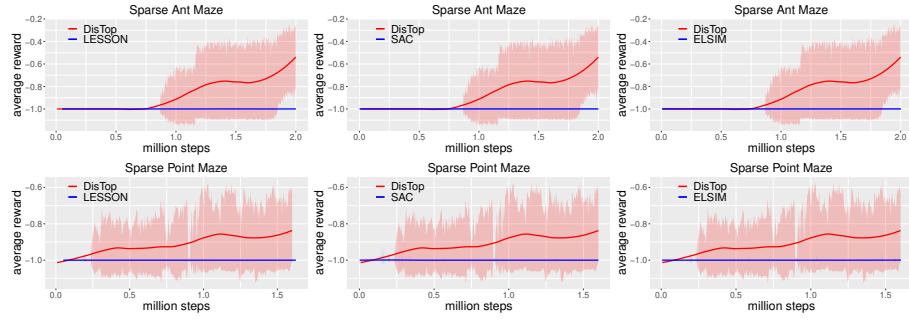 Sparse Ant Maze
average reward
−0.2
−0.4
−0.6
−0.8
−1.0
DisTop
LESSON
0.0 0.5 1.0 1.5 2.0
million steps
Sparse Ant Maze
average reward
−0.2
−0.4
−0.6
−0.8
−1.0
DisTop
SAC
0.0 0.5 1.0 1.5 2.0
million steps
Sparse Ant Maze
average reward
−0.2
−0.4
−0.6
−0.8
−1.0
DisTop
ELSIM
0.0 0.5 1.0 1.5 2.0
million steps
Sparse Point Maze
average reward
−0.6
−0.8
−1.0
DisTop
LESSON
0.0 0.5 1.0 1.5
million steps
Sparse Point Maze
average reward
−0.6
−0.8
−1.0
DisTop
SAC
0.0 0.5 1.0 1.5
million steps
Sparse Point Maze
average reward
−0.6
−0.8
−1.0
DisTop
ELSIM
0.0 0.5 1.0 1.5
million steps